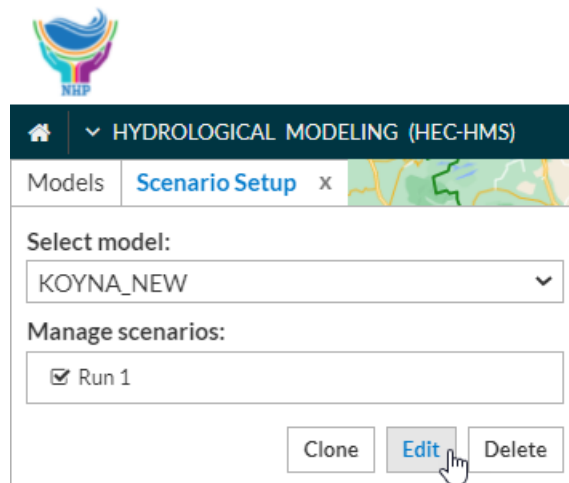 NHP
HYDROLOGICAL MODELING (HEC-HMS)
Models Scenario Setup x
Select model:
KOYNA_NEW
Manage scenarios:
Run 1
Clone Edit Delete